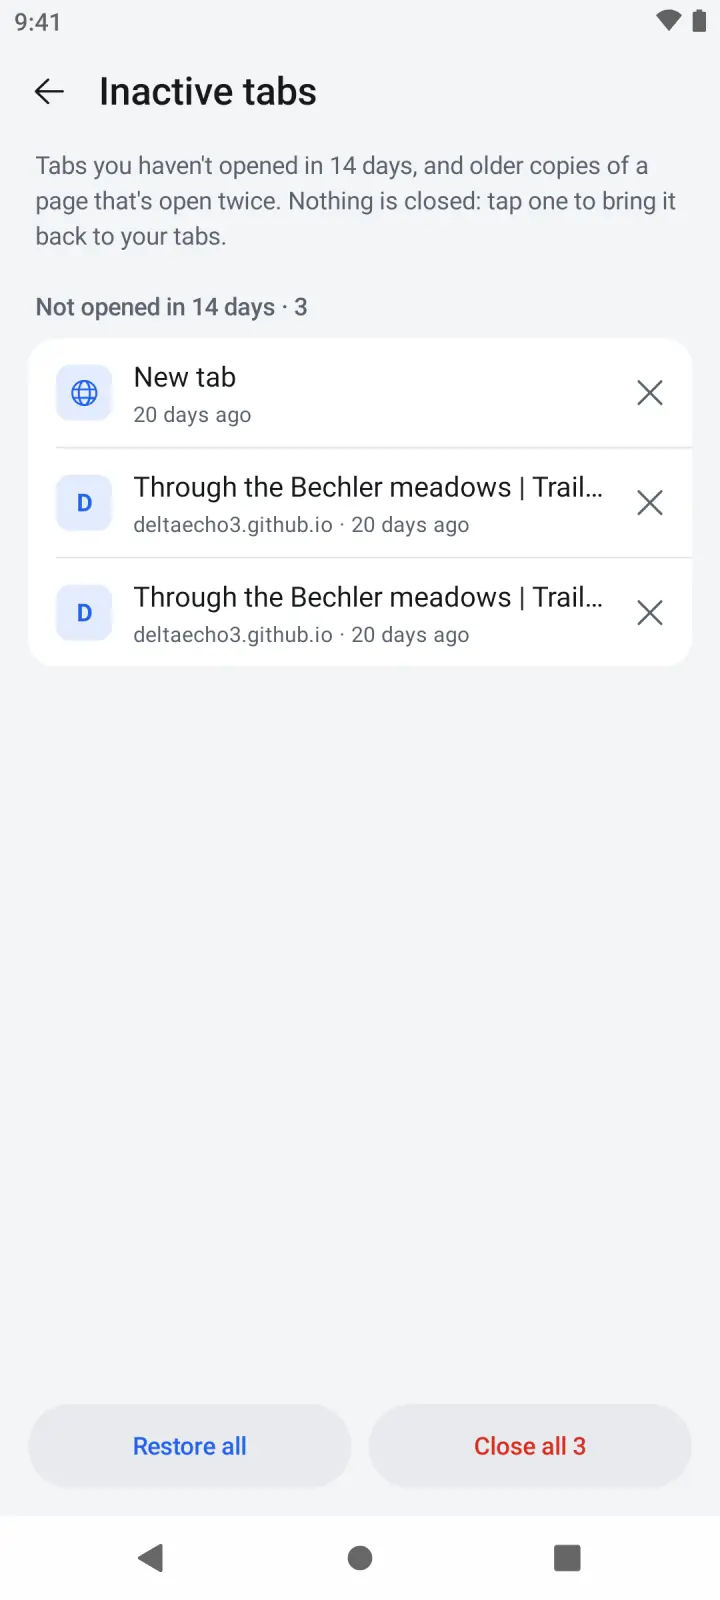 9:41
Inactive tabs
Tabs you haven't opened in 14 days, and older copies of a
page that's open twice. Nothing is closed: tap one to bring it
back to your tabs.
Not opened in 14 days · 3
New tab
20 days ago
D
Through the Bechler meadows | Trail...
deltaecho3.github.io · 20 days ago
D
Through the Bechler meadows | Trail...
deltaecho3.github.io · 20 days ago
Restore all
Close all 3